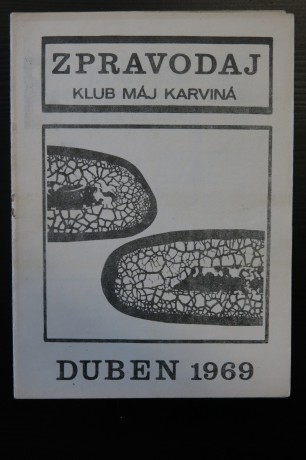 ZPRAVODAJ
KLUB MÁJ KARVINÁ
DUBEN 1969